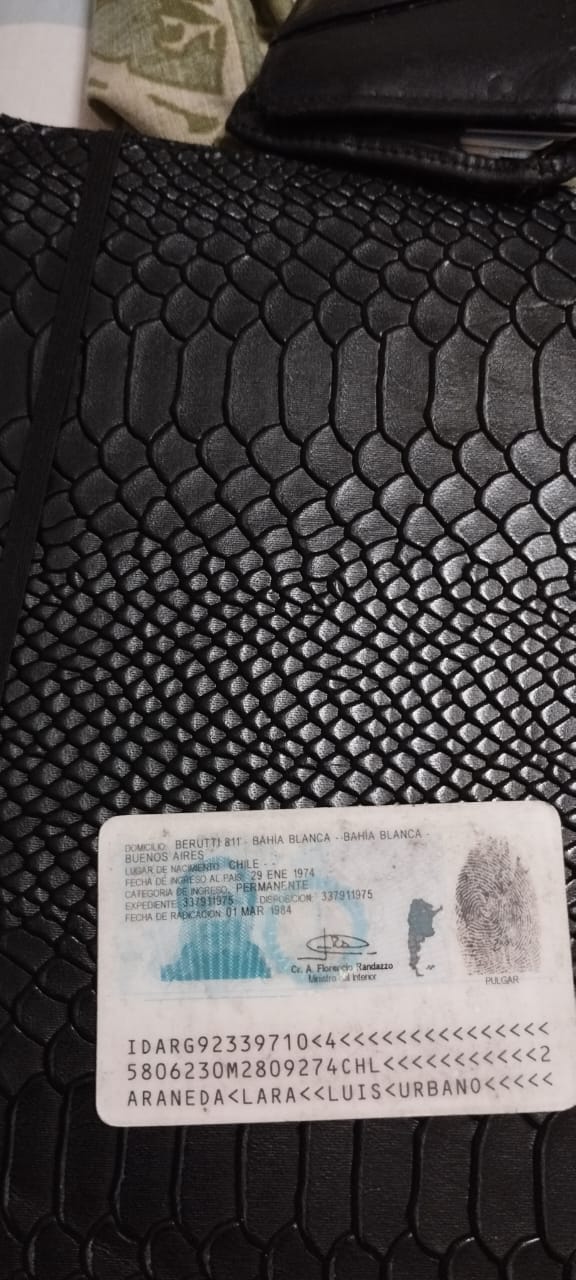 DOMICILIO: BERUTTI 811 - BAHÍA BLANCA - BAHÍA BLANCA -
BUENOS AIRES
LUGAR DE NACIMIENTO: CHILE - -
FECHA DE INGRESO AL PAIS: 29 ENE 1974
CATEGORIA DE INGRESO: PERMANENTE
EXPEDIENTE: 337911975 DISPOSICION: 337911975
FECHA DE RADICACION: 01 MAR 1984
Cr. A. Florencio Randazzo
Ministro del Interior
PULGAR
IDARG92339710<4<<<<<<<<<<<<<<<
5806230M2809274CHL<<<<<<<<<<<2
ARANEDA<LARA<<LUIS<URBANO<<<<<